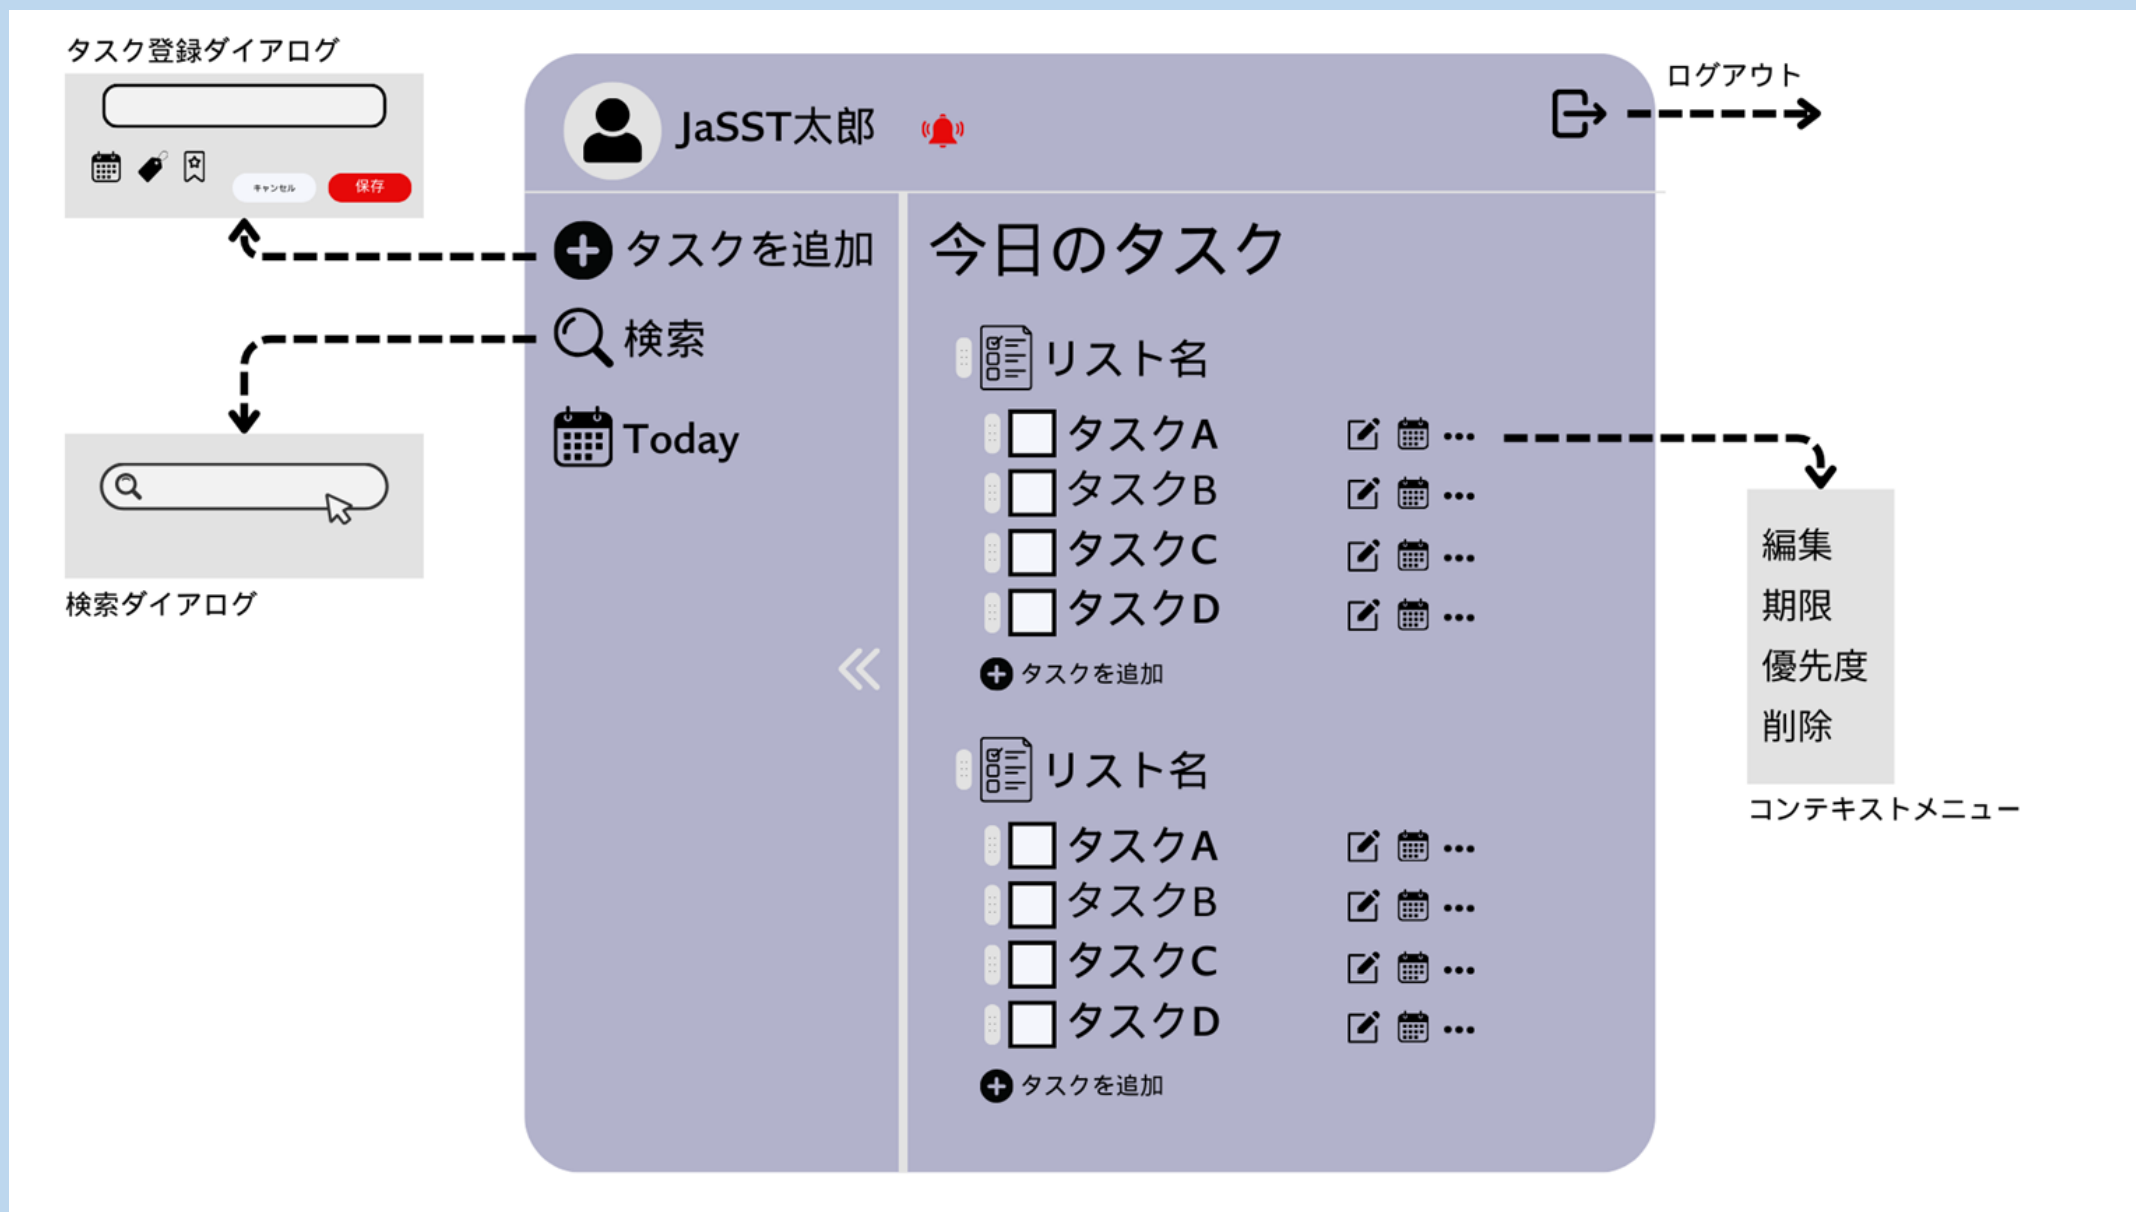 タスク登録ダイアログ
キャンセル
保存
検索ダイアログ
JaSST太郎
ログアウト
タスクを追加
検索
Today
今日のタスク
リスト名
タスクA
タスクB
タスクC
タスクD
タスクを追加
リスト名
タスクA
タスクB
タスクC
タスクD
タスクを追加
編集
期限
優先度
削除
コンテキストメニュー